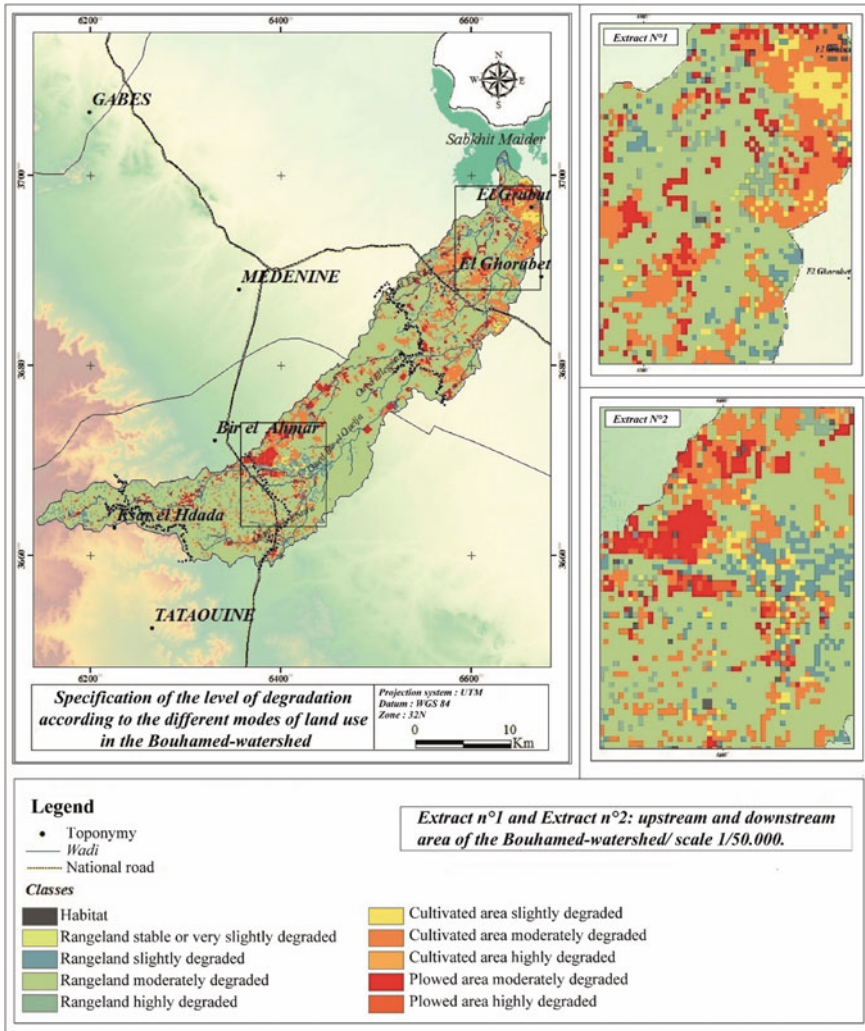 6200 6400 6600
N
W E
S
GABES
Sabkhit Maider
3700
ElGrabat
El Ghorabet
MEDENINE
3680
Bir el Ahmar
Ksar el Hdada
3660
TATAOUINE
6200 6400 6600
Specification of the level of degradation
according to the different modes of land use
in the Bouhamed-watershed
Projection system : UTM
Datum : WGS 84
Zone : 32N
0 10
Km
Extract N°1
El Grabat
El Ghorabet
Extract N°2
Legend
Toponymy
Wadi
National road
Extract n°1 and Extract n°2: upstream and downstream
area of the Bouhamed-watershed/ scale 1/50.000.
Classes
Habitat
Rangeland stable or very slightly degraded
Rangeland slightly degraded
Rangeland moderately degraded
Rangeland highly degraded
Cultivated area slightly degraded
Cultivated area moderately degraded
Cultivated area highly degraded
Plowed area moderately degraded
Plowed area highly degraded